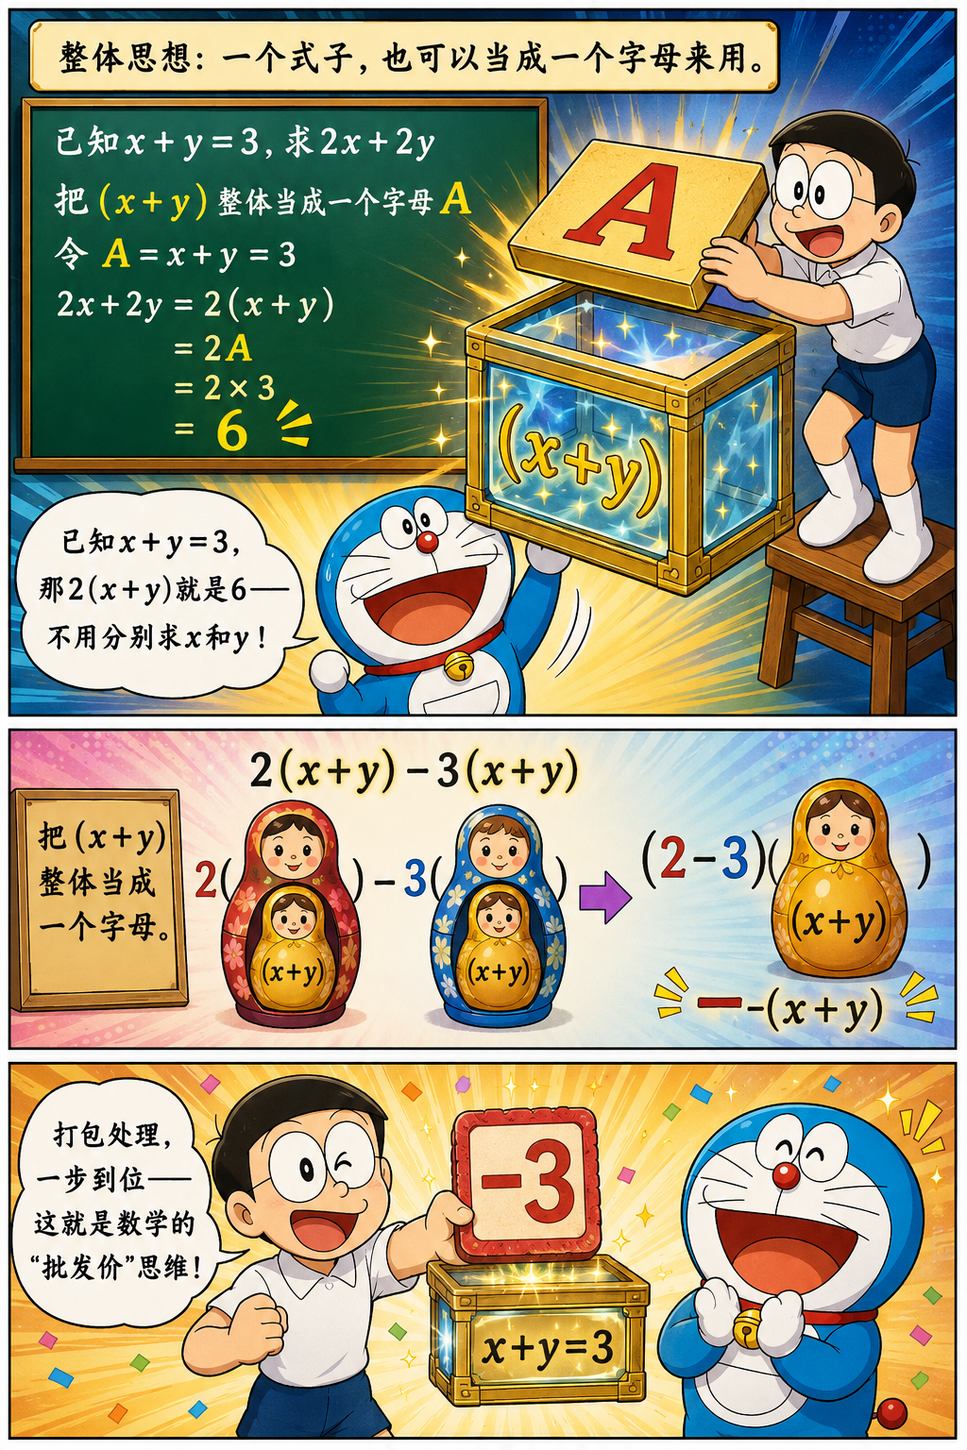 整体思想：一个式子，也可以当成一个字母来用。
已知x+y=3，求2x+2y
把(x+y)整体当成一个字母A
令 A=x+y=3
2x+2y=2(x+y)
=2A
=2×3
=6
A
(x+y)
已知x+y=3，
那2(x+y)就是6——
不用分别求x和y！
2(x+y)-3(x+y)
把(x+y)
整体当成
一个字母。
2( (x+y) )-3( (x+y) )
(2-3)( (x+y) )
--(x+y)
打包处理，
一步到位——
这就是数学的
“批发价”思维！
-3
x+y=3